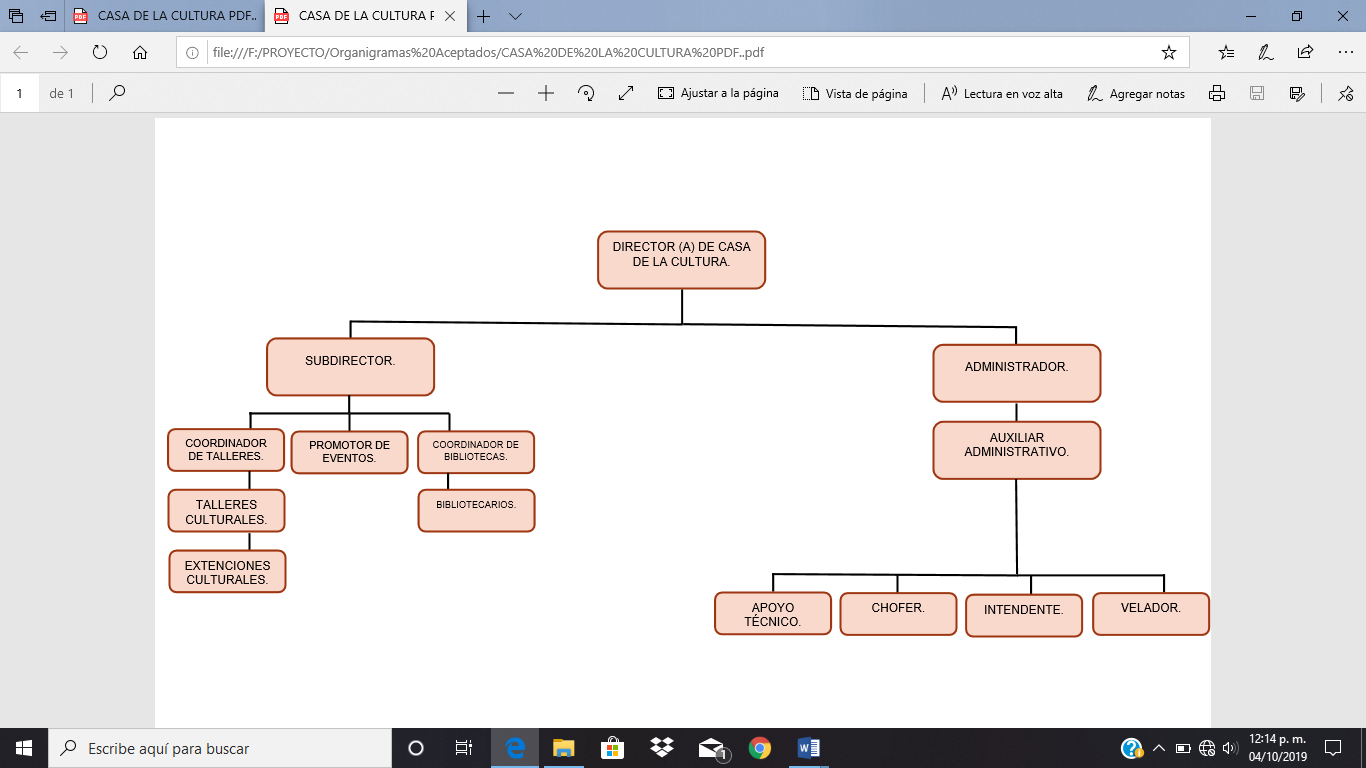 CASA DE LA CULTURA PDF..
CASA DE LA CULTURA P
file:///F:/PROYECTO/Organigramas%20Aceptados/CASA%20DE%20LA%20CULTURA%20PDF..pdf
1 de 1
Ajustar a la página
Vista de página
Lectura en voz alta
Agregar notas
DIRECTOR (A) DE CASA
DE LA CULTURA.
SUBDIRECTOR.
ADMINISTRADOR.
COORDINADOR
DE TALLERES.
PROMOTOR DE
EVENTOS.
COORDINADOR DE
BIBLIOTECAS.
AUXILIAR
ADMINISTRATIVO.
TALLERES
CULTURALES.
BIBLIOTECARIOS.
EXTENCIONES
CULTURALES.
APOYO
TÉCNICO.
CHOFER.
INTENDENTE.
VELADOR.
Escribe aquí para buscar
1
12:14 p. m.
04/10/2019